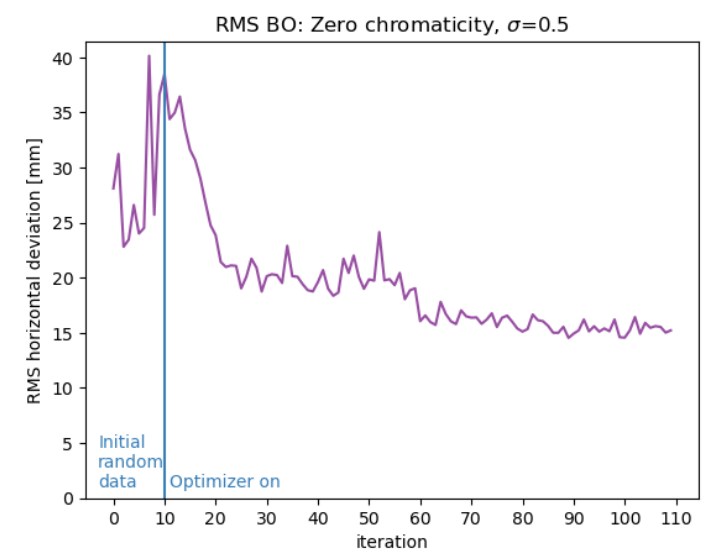 RMS BO: Zero chromaticity, σ=0.5
RMS horizontal deviation [mm]
40
35
30
25
20
15
10
5
0
Initial
random
data
Optimizer on
0 10 20 30 40 50 60 70 80 90 100 110
iteration